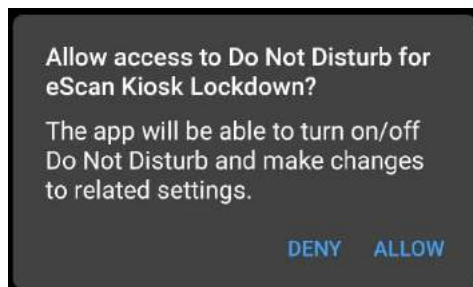 Allow access to Do Not Disturb for
eScan Kiosk Lockdown?
The app will be able to turn on/off
Do Not Disturb and make changes
to related settings.
DENY ALLOW